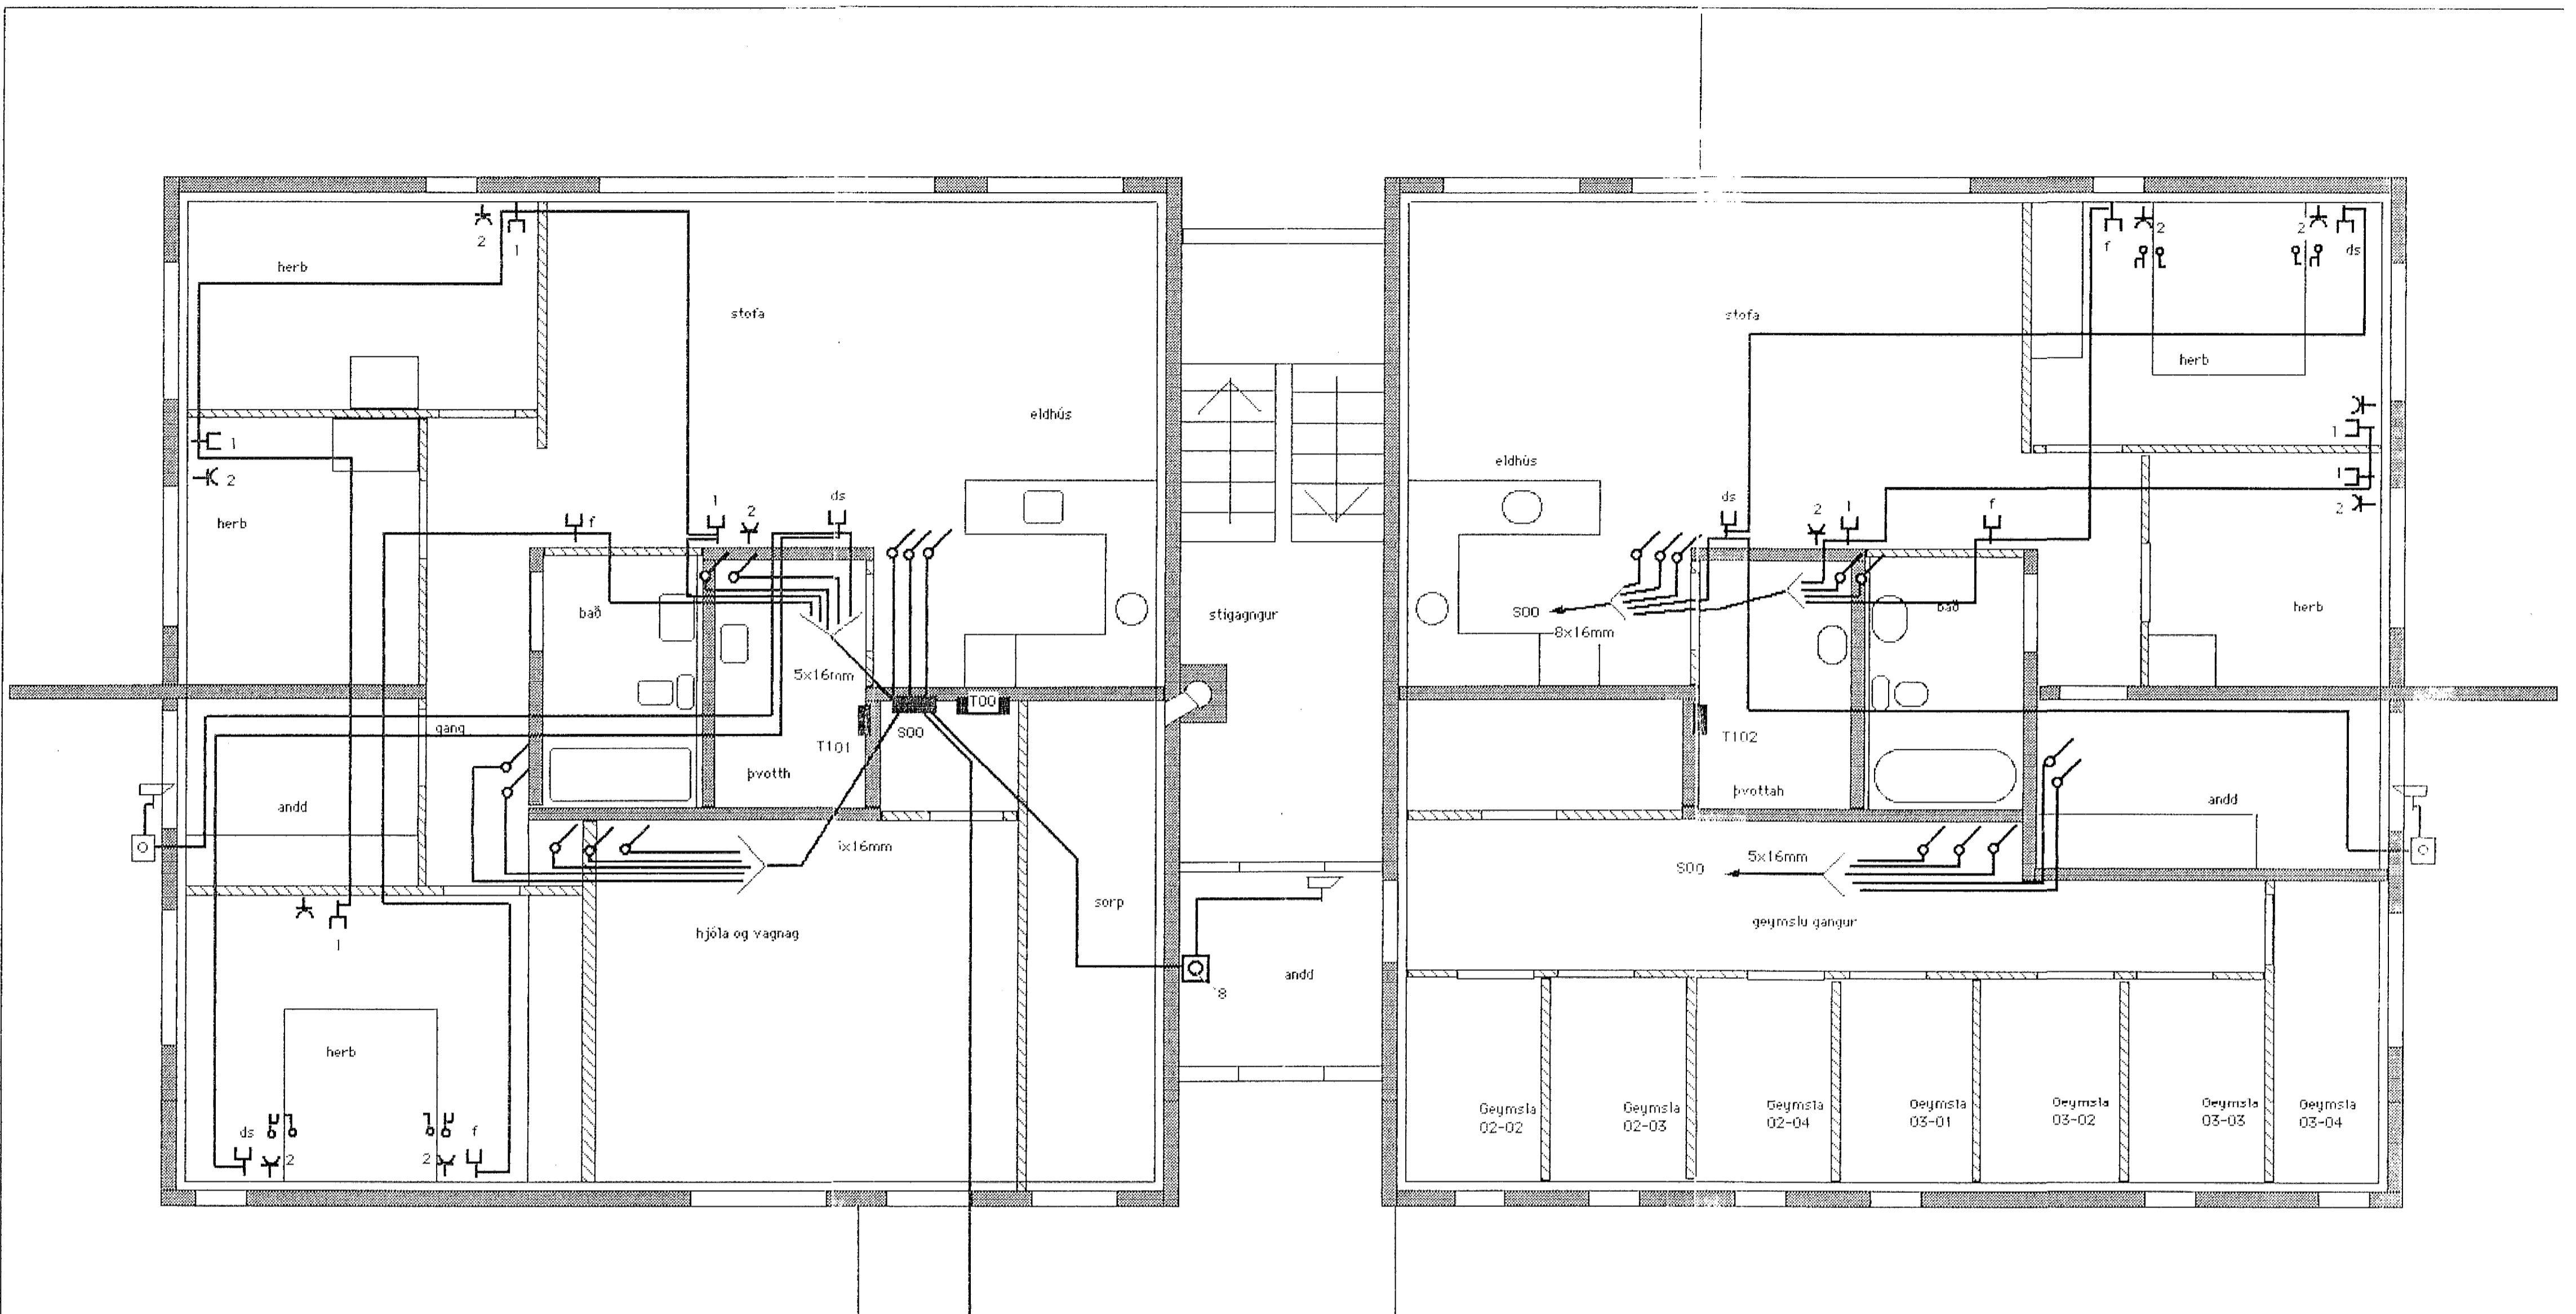 2
1
f
2
2
ds
herb
stofa
stofa
herb
eldhús
1
1
2
eldhús
1
2
herb
ds
1
2
ds
2
1
f
f
bað
stigagngur
S00
8x16mm
bað
herb
5x16mm
T00
S00
T101
T102
gang
þvotth
þvottah
andd
andd
5x16mm
S00
sorp
hjóla og vagnag
geymslu gangur
1
andd
8
herb
ds
2
2
f
Geymsla
02-02
Geymsla
02-03
Geymsla
02-04
Geymsla
03-01
Geymsla
03-02
Geymsla
03-03
Geymsla
03-04